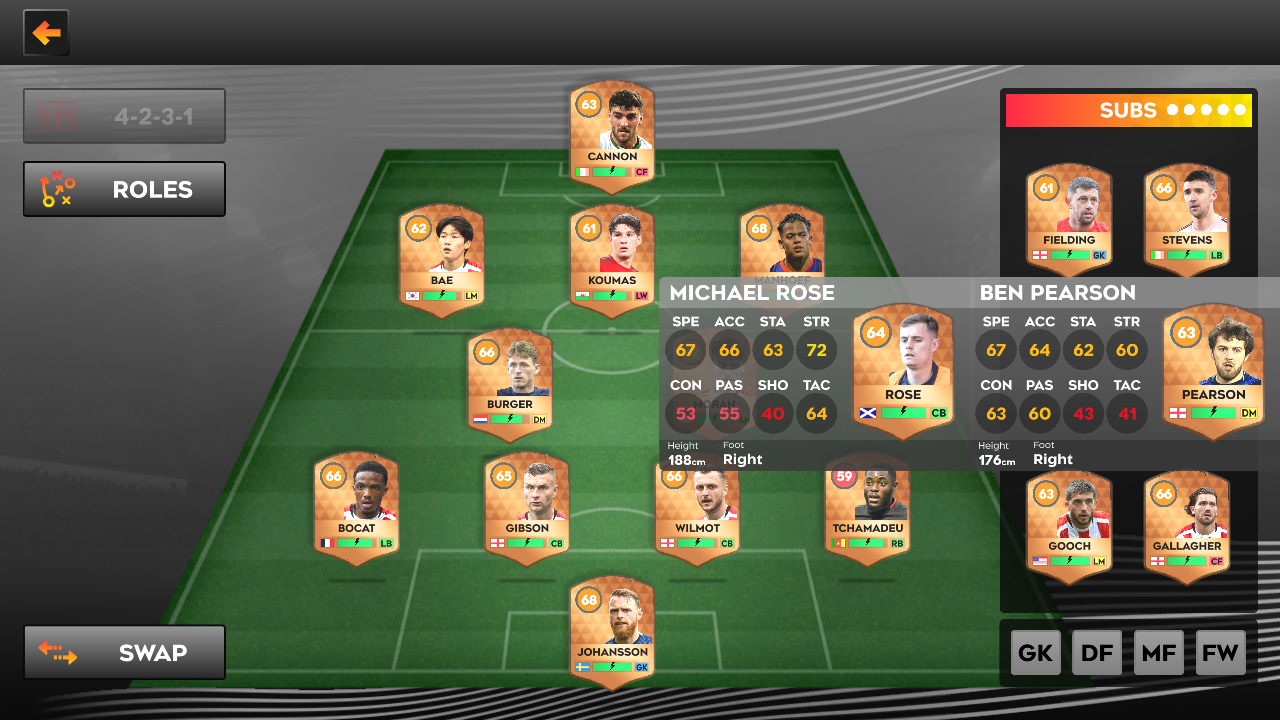 4-2-3-1
ROLES
SUBS
63
CANNON
CF
61
FIELDING
GK
66
STEVENS
LB
62
BAE
LM
61
KOUMAS
LW
68
MANHOEF
MICHAEL ROSE
SPE ACC STA STR
67 66 63 72
CON PAS SHO TAC
53 55 40 64
Height Foot
188cm Right
64
ROSE
CB
BEN PEARSON
SPE ACC STA STR
67 64 62 60
CON PAS SHO TAC
63 60 43 41
Height Foot
176cm Right
63
PEARSON
DM
66
BURGER
DM
MORAN
66
BOCAT
LB
65
GIBSON
CB
66
WILMOT
CB
59
TCHAMADEU
RB
63
GOOCH
LM
66
GALLAGHER
CF
68
JOHANSSON
GK
SWAP
GK DF MF FW